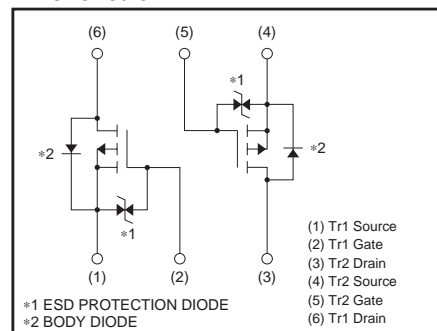 (6) (5) (4)
∗1
∗2
∗2
∗1
(1) (2) (3)
(1) Tr1 Source
(2) Tr1 Gate
(3) Tr2 Drain
(4) Tr2 Source
(5) Tr2 Gate
(6) Tr1 Drain
∗1 ESD PROTECTION DIODE
∗2 BODY DIODE